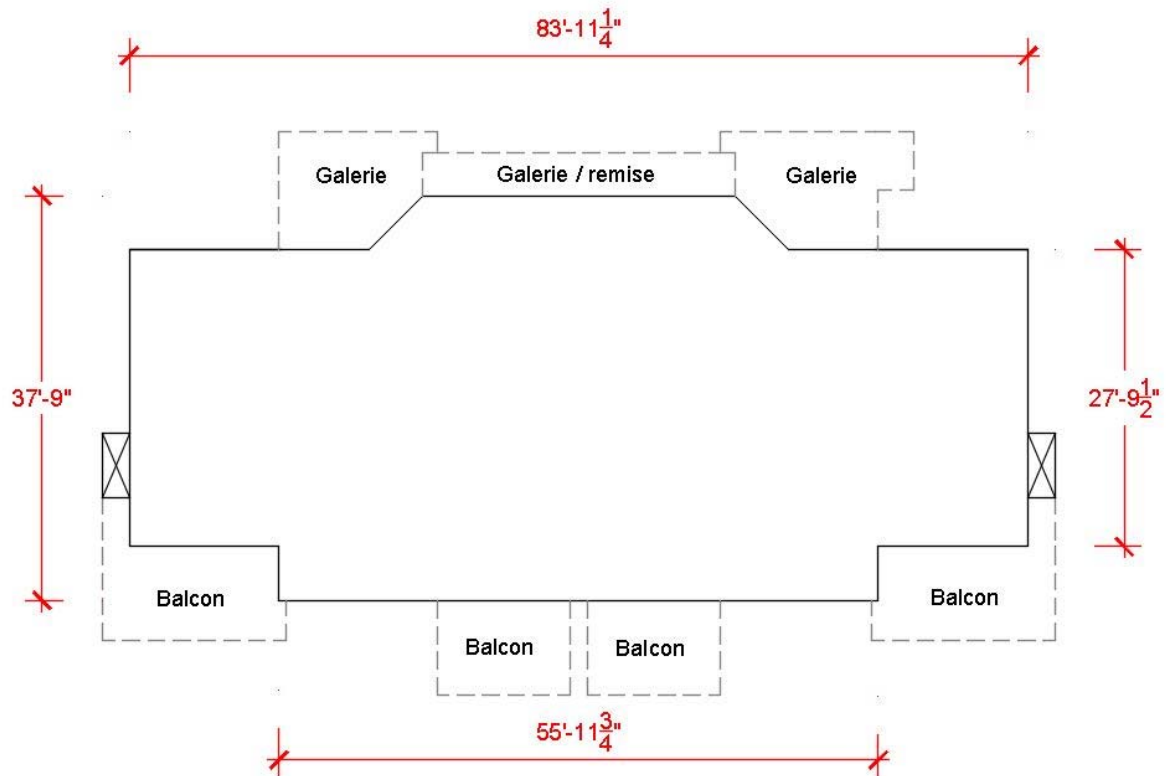 83'-11 1/4"
Galerie
Galerie / remise
Galerie
37'-9"
27'-9 1/2"
Balcon
Balcon
Balcon
Balcon
55'-11 3/4"